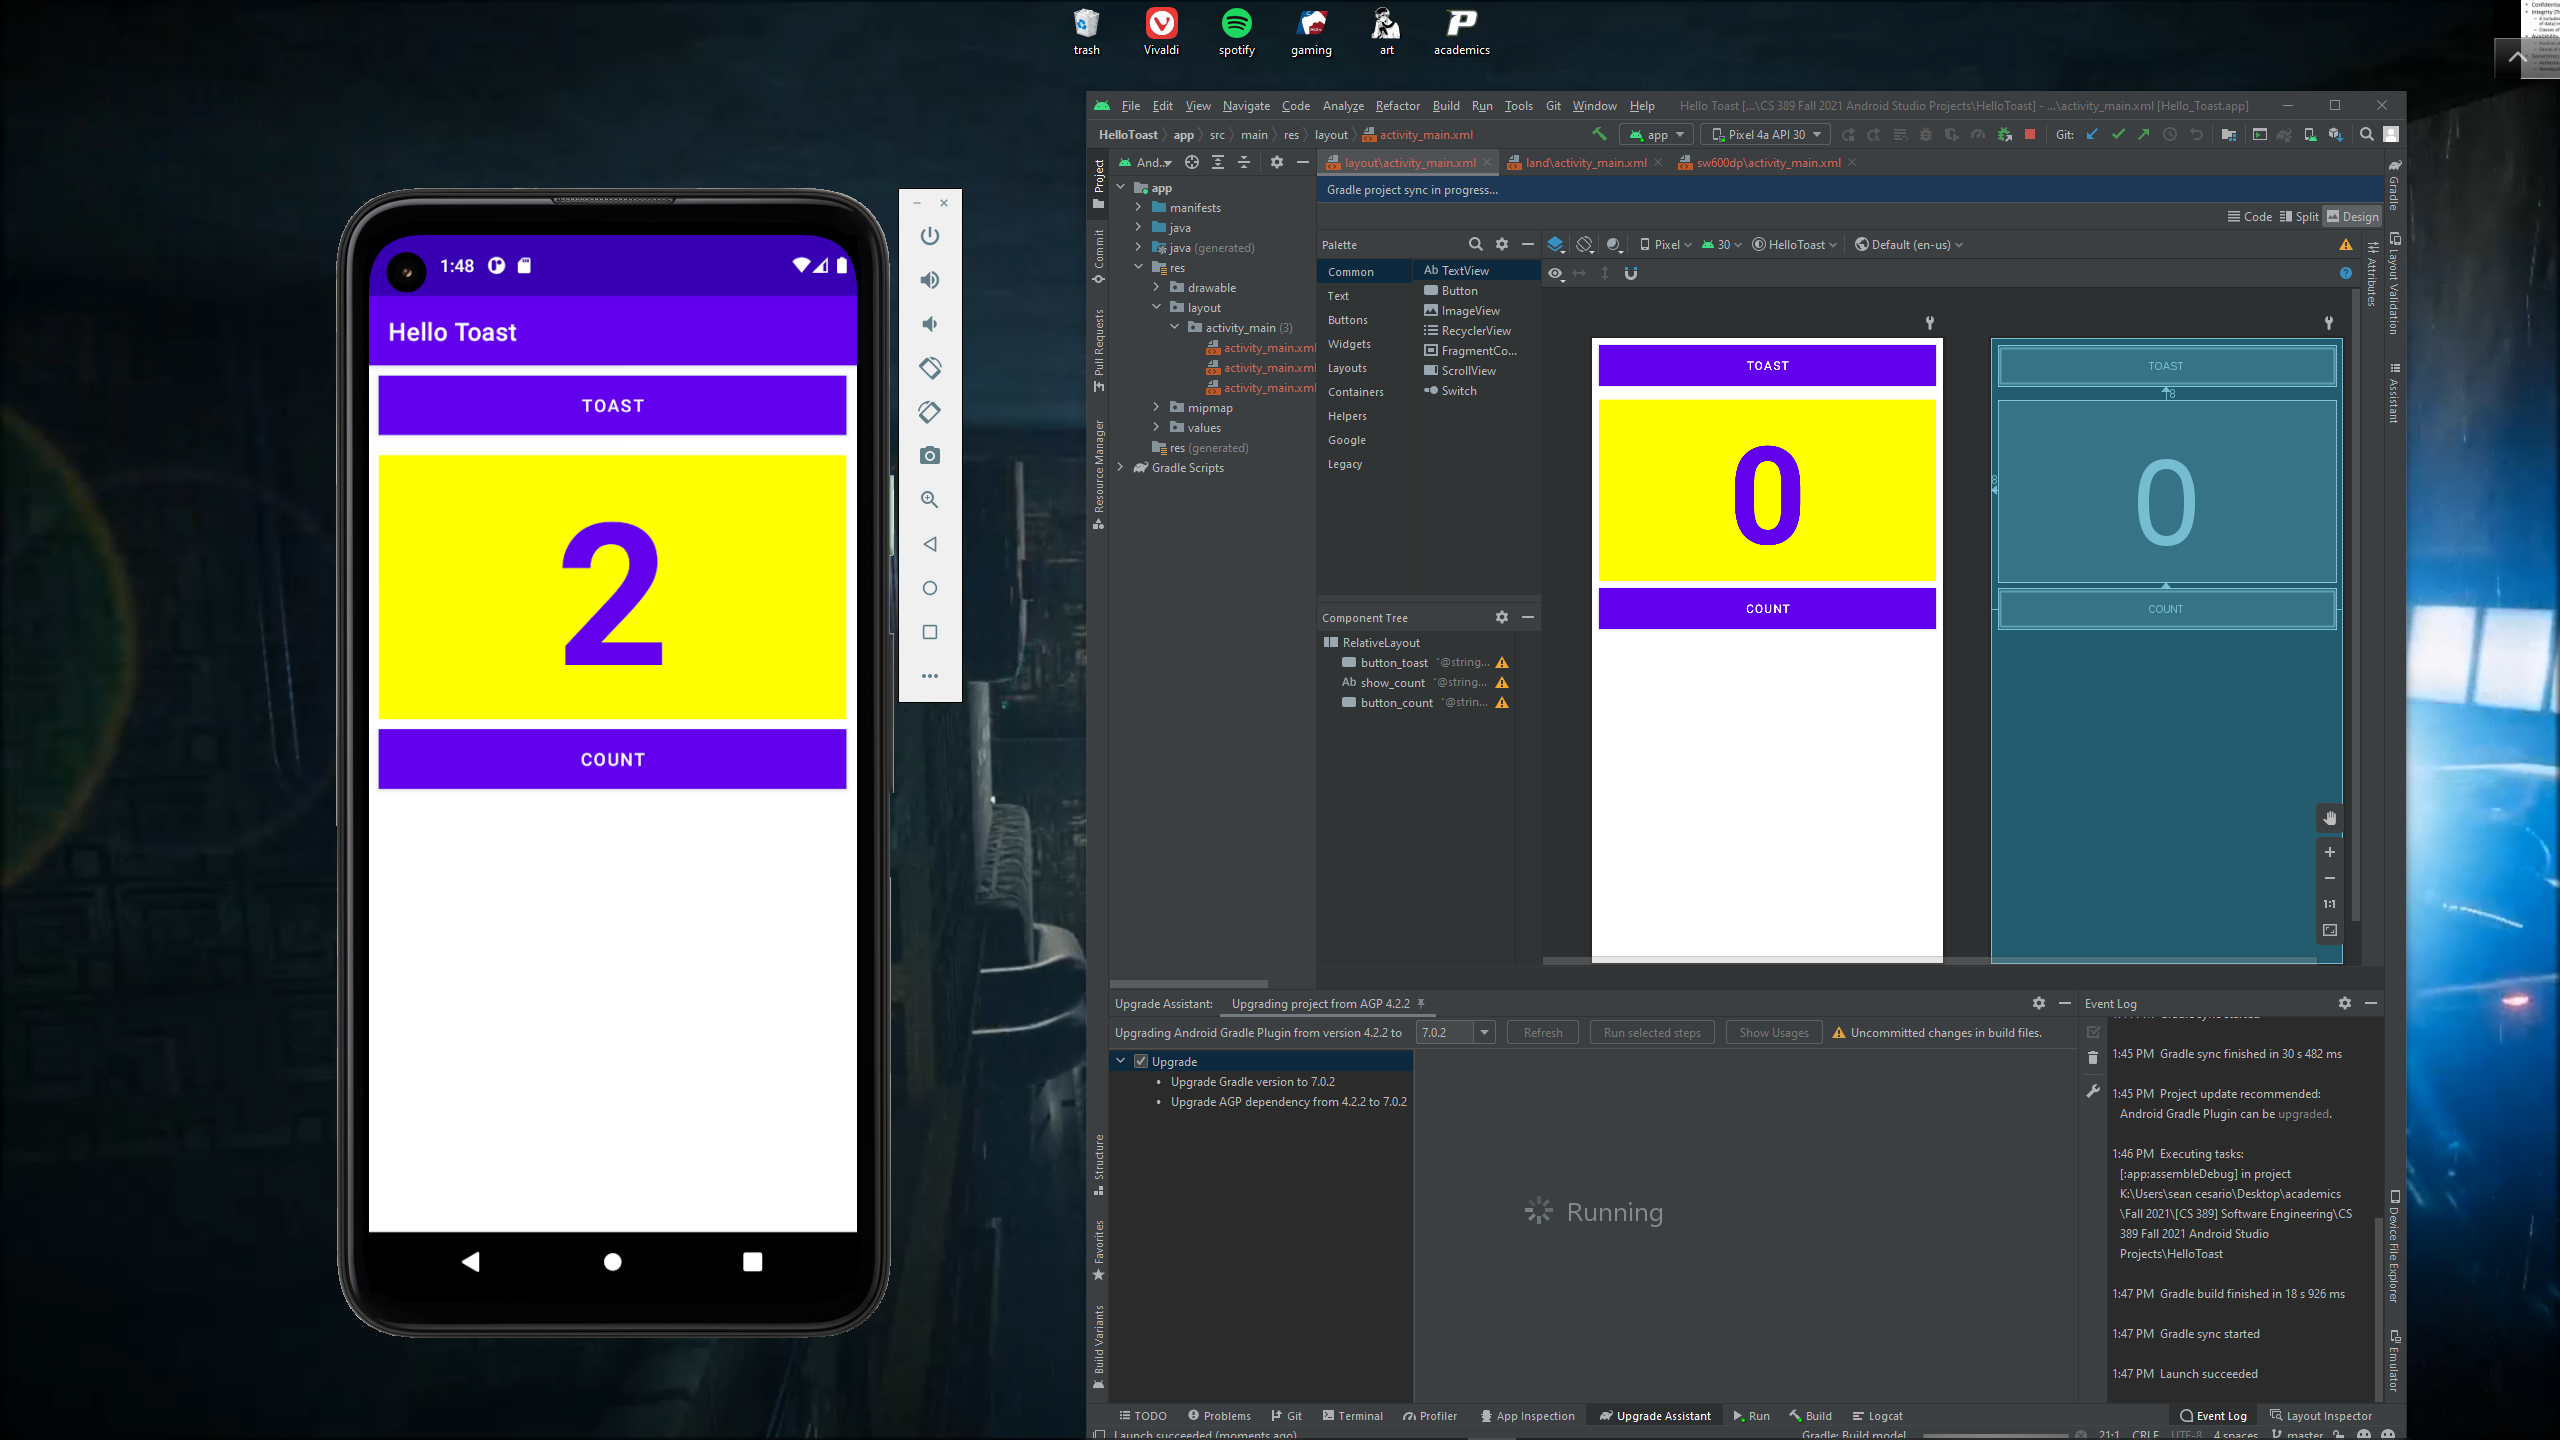 trash
Vivaldi
spotify
gaming
art
academics
1:48
Hello Toast
TOAST
2
COUNT
File Edit View Navigate Code Analyze Refactor Build Run Tools Git Window Help Hello Toast [...\CS 389 Fall 2021 Android Studio Projects\HelloToast] - ...\activity_main.xml [Hello_Toast.app]
HelloToast app src main res layout activity_main.xml app Pixel 4a API 30 Git:
And... layout\activity_main.xml land\activity_main.xml sw600dp\activity_main.xml
Gradle project sync in progress...
Code Split Design
Project
Commit
Pull Requests
Resource Manager
Structure
Favorites
Build Variants
app
manifests
java
java (generated)
res
drawable
layout
activity_main (3)
activity_main.xml
activity_main.xml
activity_main.xml
mipmap
values
res (generated)
Gradle Scripts
Palette
Common
Text
Buttons
Widgets
Layouts
Containers
Helpers
Google
Legacy
Ab TextView
Button
ImageView
RecyclerView
FragmentCo...
ScrollView
Switch
Pixel 30 HelloToast Default (en-us)
TOAST
0
COUNT
TOAST
8
8
0
COUNT
1:1
Component Tree
RelativeLayout
button_toast "@string...
Ab show_count "@string...
button_count "@strin...
Gradle
Layout Validation
Attributes
Assistant
Device File Explorer
Emulator
Upgrade Assistant: Upgrading project from AGP 4.2.2
Upgrading Android Gradle Plugin from version 4.2.2 to 7.0.2 Refresh Run selected steps Show Usages Uncommitted changes in build files.
Upgrade
Upgrade Gradle version to 7.0.2
Upgrade AGP dependency from 4.2.2 to 7.0.2
Running
Event Log
Gradle sync started
1:45 PM Gradle sync finished in 30 s 482 ms
1:45 PM Project update recommended:
Android Gradle Plugin can be upgraded.
1:46 PM Executing tasks:
[:app:assembleDebug] in project
K:\Users\sean cesario\Desktop\academics
\Fall 2021\[CS 389] Software Engineering\CS
389 Fall 2021 Android Studio
Projects\HelloToast
1:47 PM Gradle build finished in 18 s 926 ms
1:47 PM Gradle sync started
1:47 PM Launch succeeded
TODO Problems Git Terminal Profiler App Inspection Upgrade Assistant Run Build Logcat Event Log Layout Inspector
Launch succeeded (moments ago) Gradle: Build model 21:1 CRLF UTF-8 4 spaces master